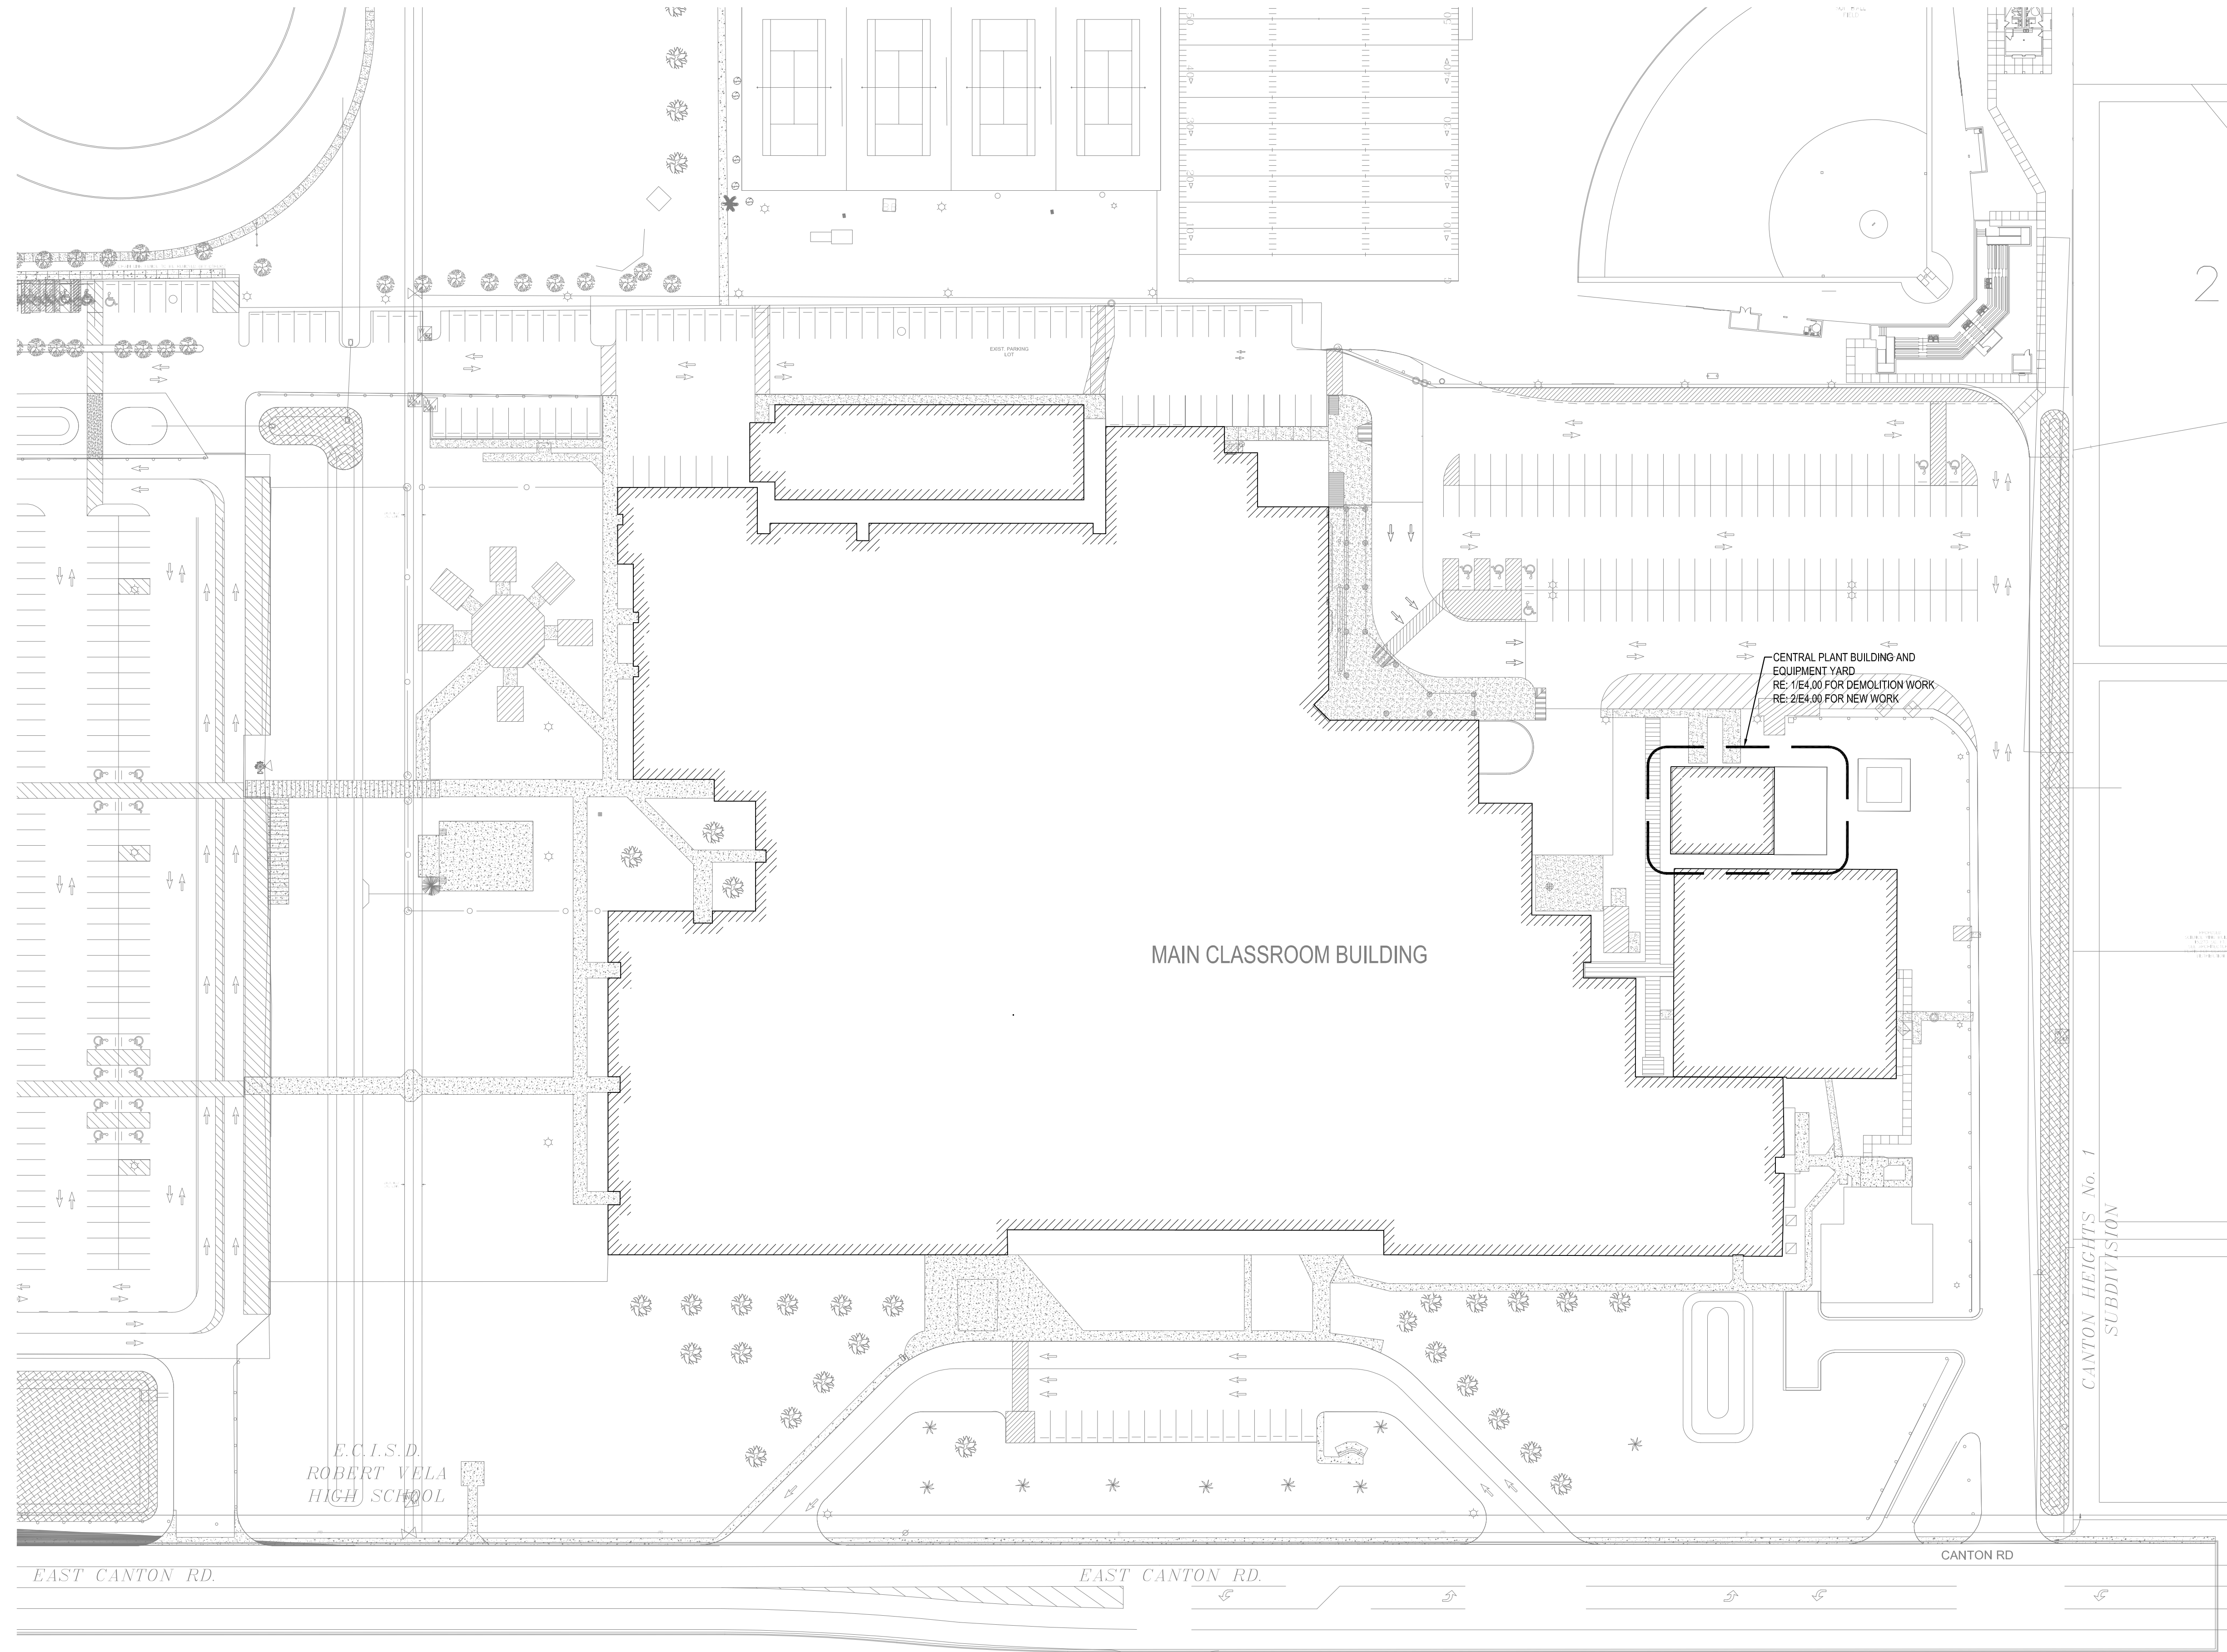 FIELD
2
EXIST. PARKING
LOT
CENTRAL PLANT BUILDING AND
EQUIPMENT YARD
RE: 1/E4.00 FOR DEMOLITION WORK
RE: 2/E4.00 FOR NEW WORK
MAIN CLASSROOM BUILDING
CANTON HEIGHTS No. 1
SUBDIVISION
E.C.I.S.D.
ROBERT VELA
HIGH SCHOOL
CANTON RD
EAST CANTON RD.
EAST CANTON RD.